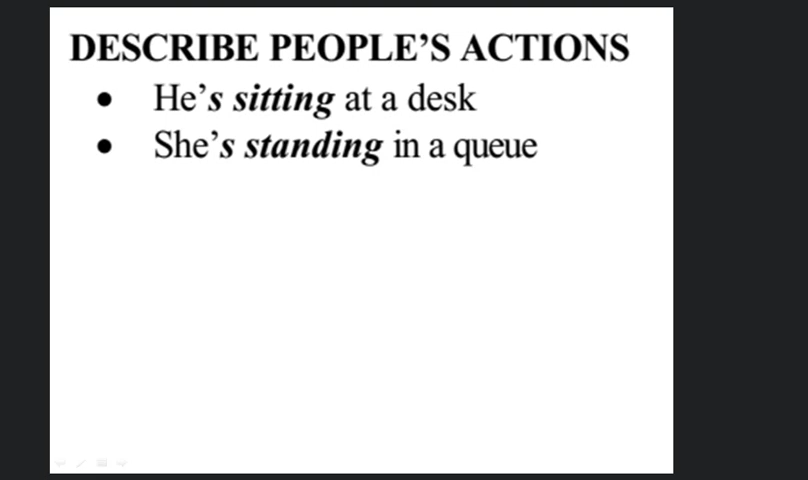 DESCRIBE PEOPLE’S ACTIONS
• He’s sitting at a desk
• She’s standing in a queue